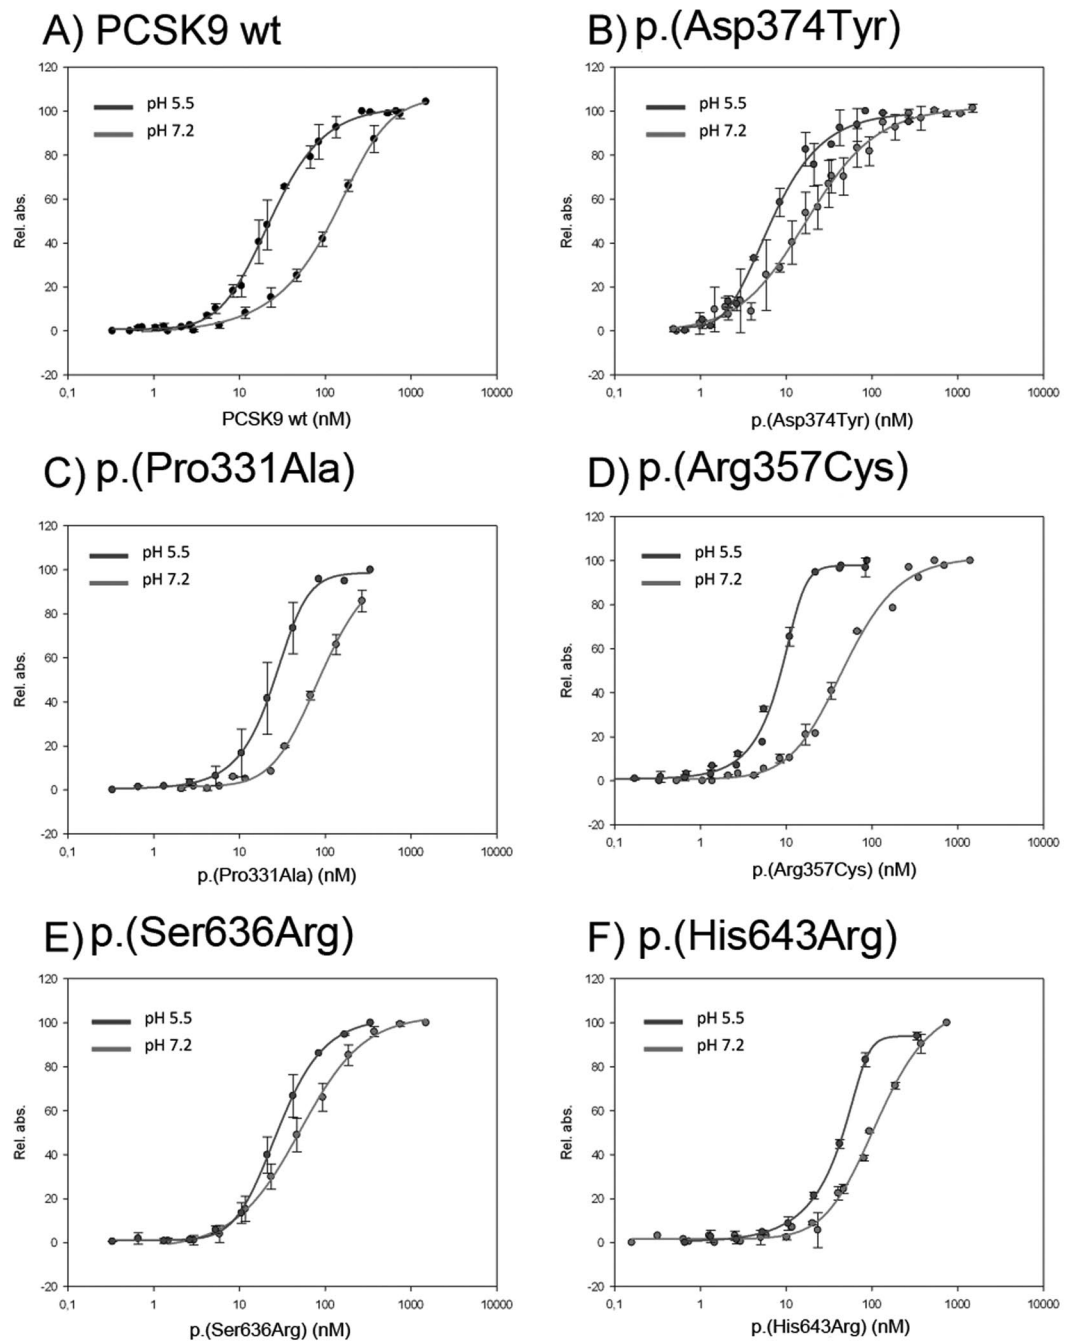 A) PCSK9 wt
120
100
80
60
40
20
0
-20
Rel. abs.
pH 5.5
pH 7.2
0,1 1 10 100 1000 10000
PCSK9 wt (nM)
B) p.(Asp374Tyr)
120
100
80
60
40
20
0
-20
Rel. abs.
pH 5.5
pH 7.2
0,1 1 10 100 1000 10000
p.(Asp374Tyr) (nM)
C) p.(Pro331Ala)
120
100
80
60
40
20
0
-20
Rel. abs.
pH 5.5
pH 7.2
0,1 1 10 100 1000 10000
p.(Pro331Ala) (nM)
D) p.(Arg357Cys)
120
100
80
60
40
20
0
-20
Rel. abs.
pH 5.5
pH 7.2
0,1 1 10 100 1000 10000
p.(Arg357Cys) (nM)
E) p.(Ser636Arg)
120
100
80
60
40
20
0
-20
Rel. abs.
pH 5.5
pH 7.2
0,1 1 10 100 1000 10000
p.(Ser636Arg) (nM)
F) p.(His643Arg)
120
100
80
60
40
20
0
-20
Rel. abs.
pH 5.5
pH 7.2
0,1 1 10 100 1000 10000
p.(His643Arg) (nM)